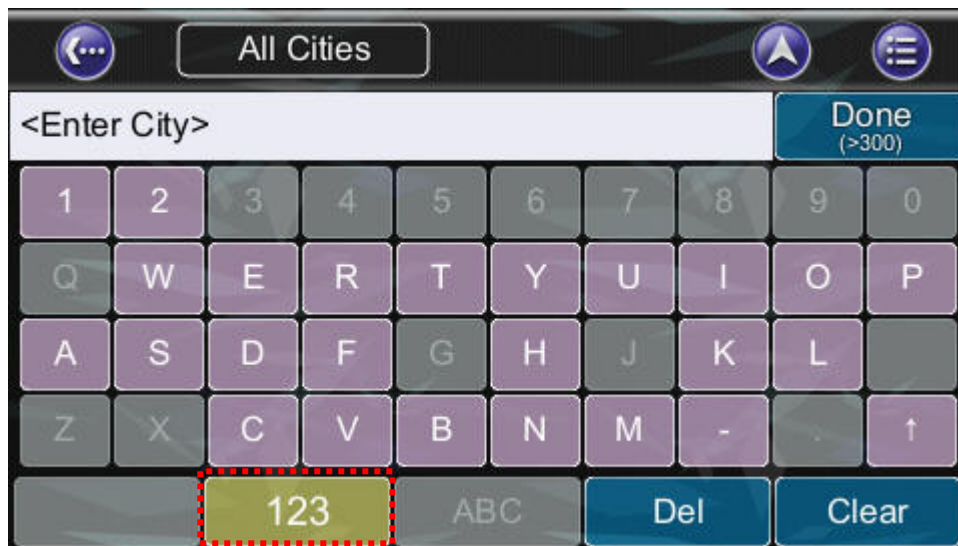 All Cities
<Enter City>
Done
(>300)
1 2 3 4 5 6 7 8 9 0
Q W E R T Y U I O P
A S D F G H J K L
Z X C V B N M - . ↑
123 ABC Del Clear